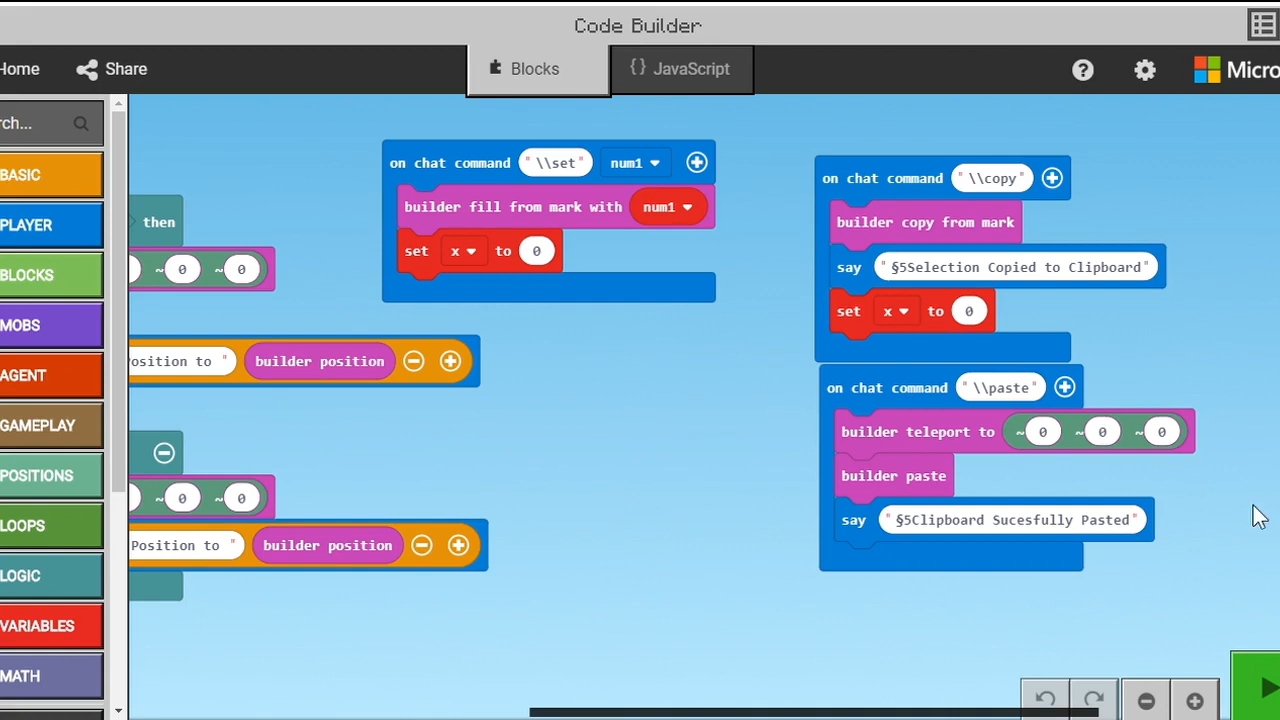 Code Builder
Home
Share
Blocks
{} JavaScript
Micro
rch...
BASIC
PLAYER
BLOCKS
MOBS
AGENT
GAMEPLAY
POSITIONS
LOOPS
LOGIC
VARIABLES
MATH
then
~ 0 ~ 0
Position to " builder position
~ 0 ~ 0
Position to " builder position
on chat command "\\set" num1
builder fill from mark with num1
set x to 0
on chat command "\\copy"
builder copy from mark
say "§5Selection Copied to Clipboard"
set x to 0
on chat command "\\paste"
builder teleport to ~ 0 ~ 0 ~ 0
builder paste
say "§5Clipboard Sucesfully Pasted"